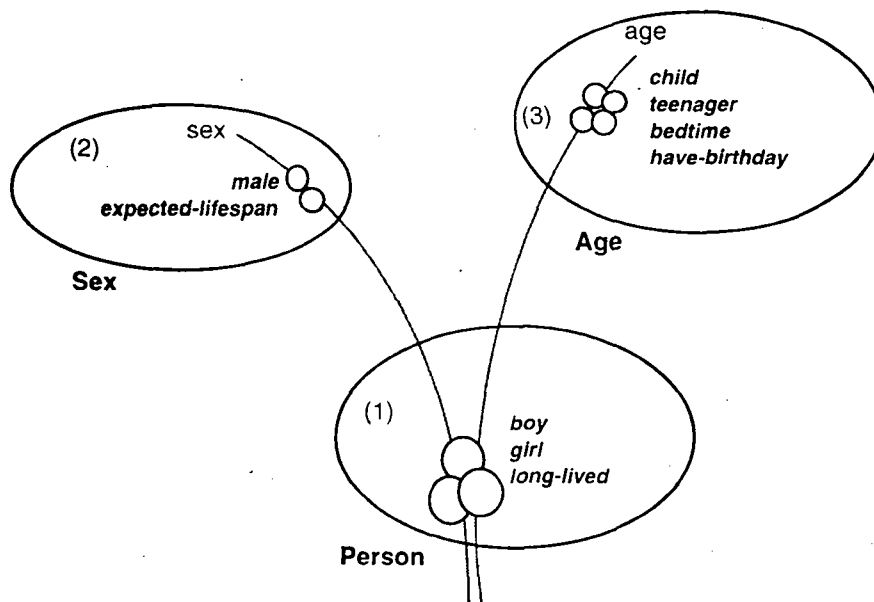 age
child
teenager
bedtime
have-birthday
(3)
Age
(2)
sex
male
expected-lifespan
Sex
(1)
boy
girl
long-lived
Person